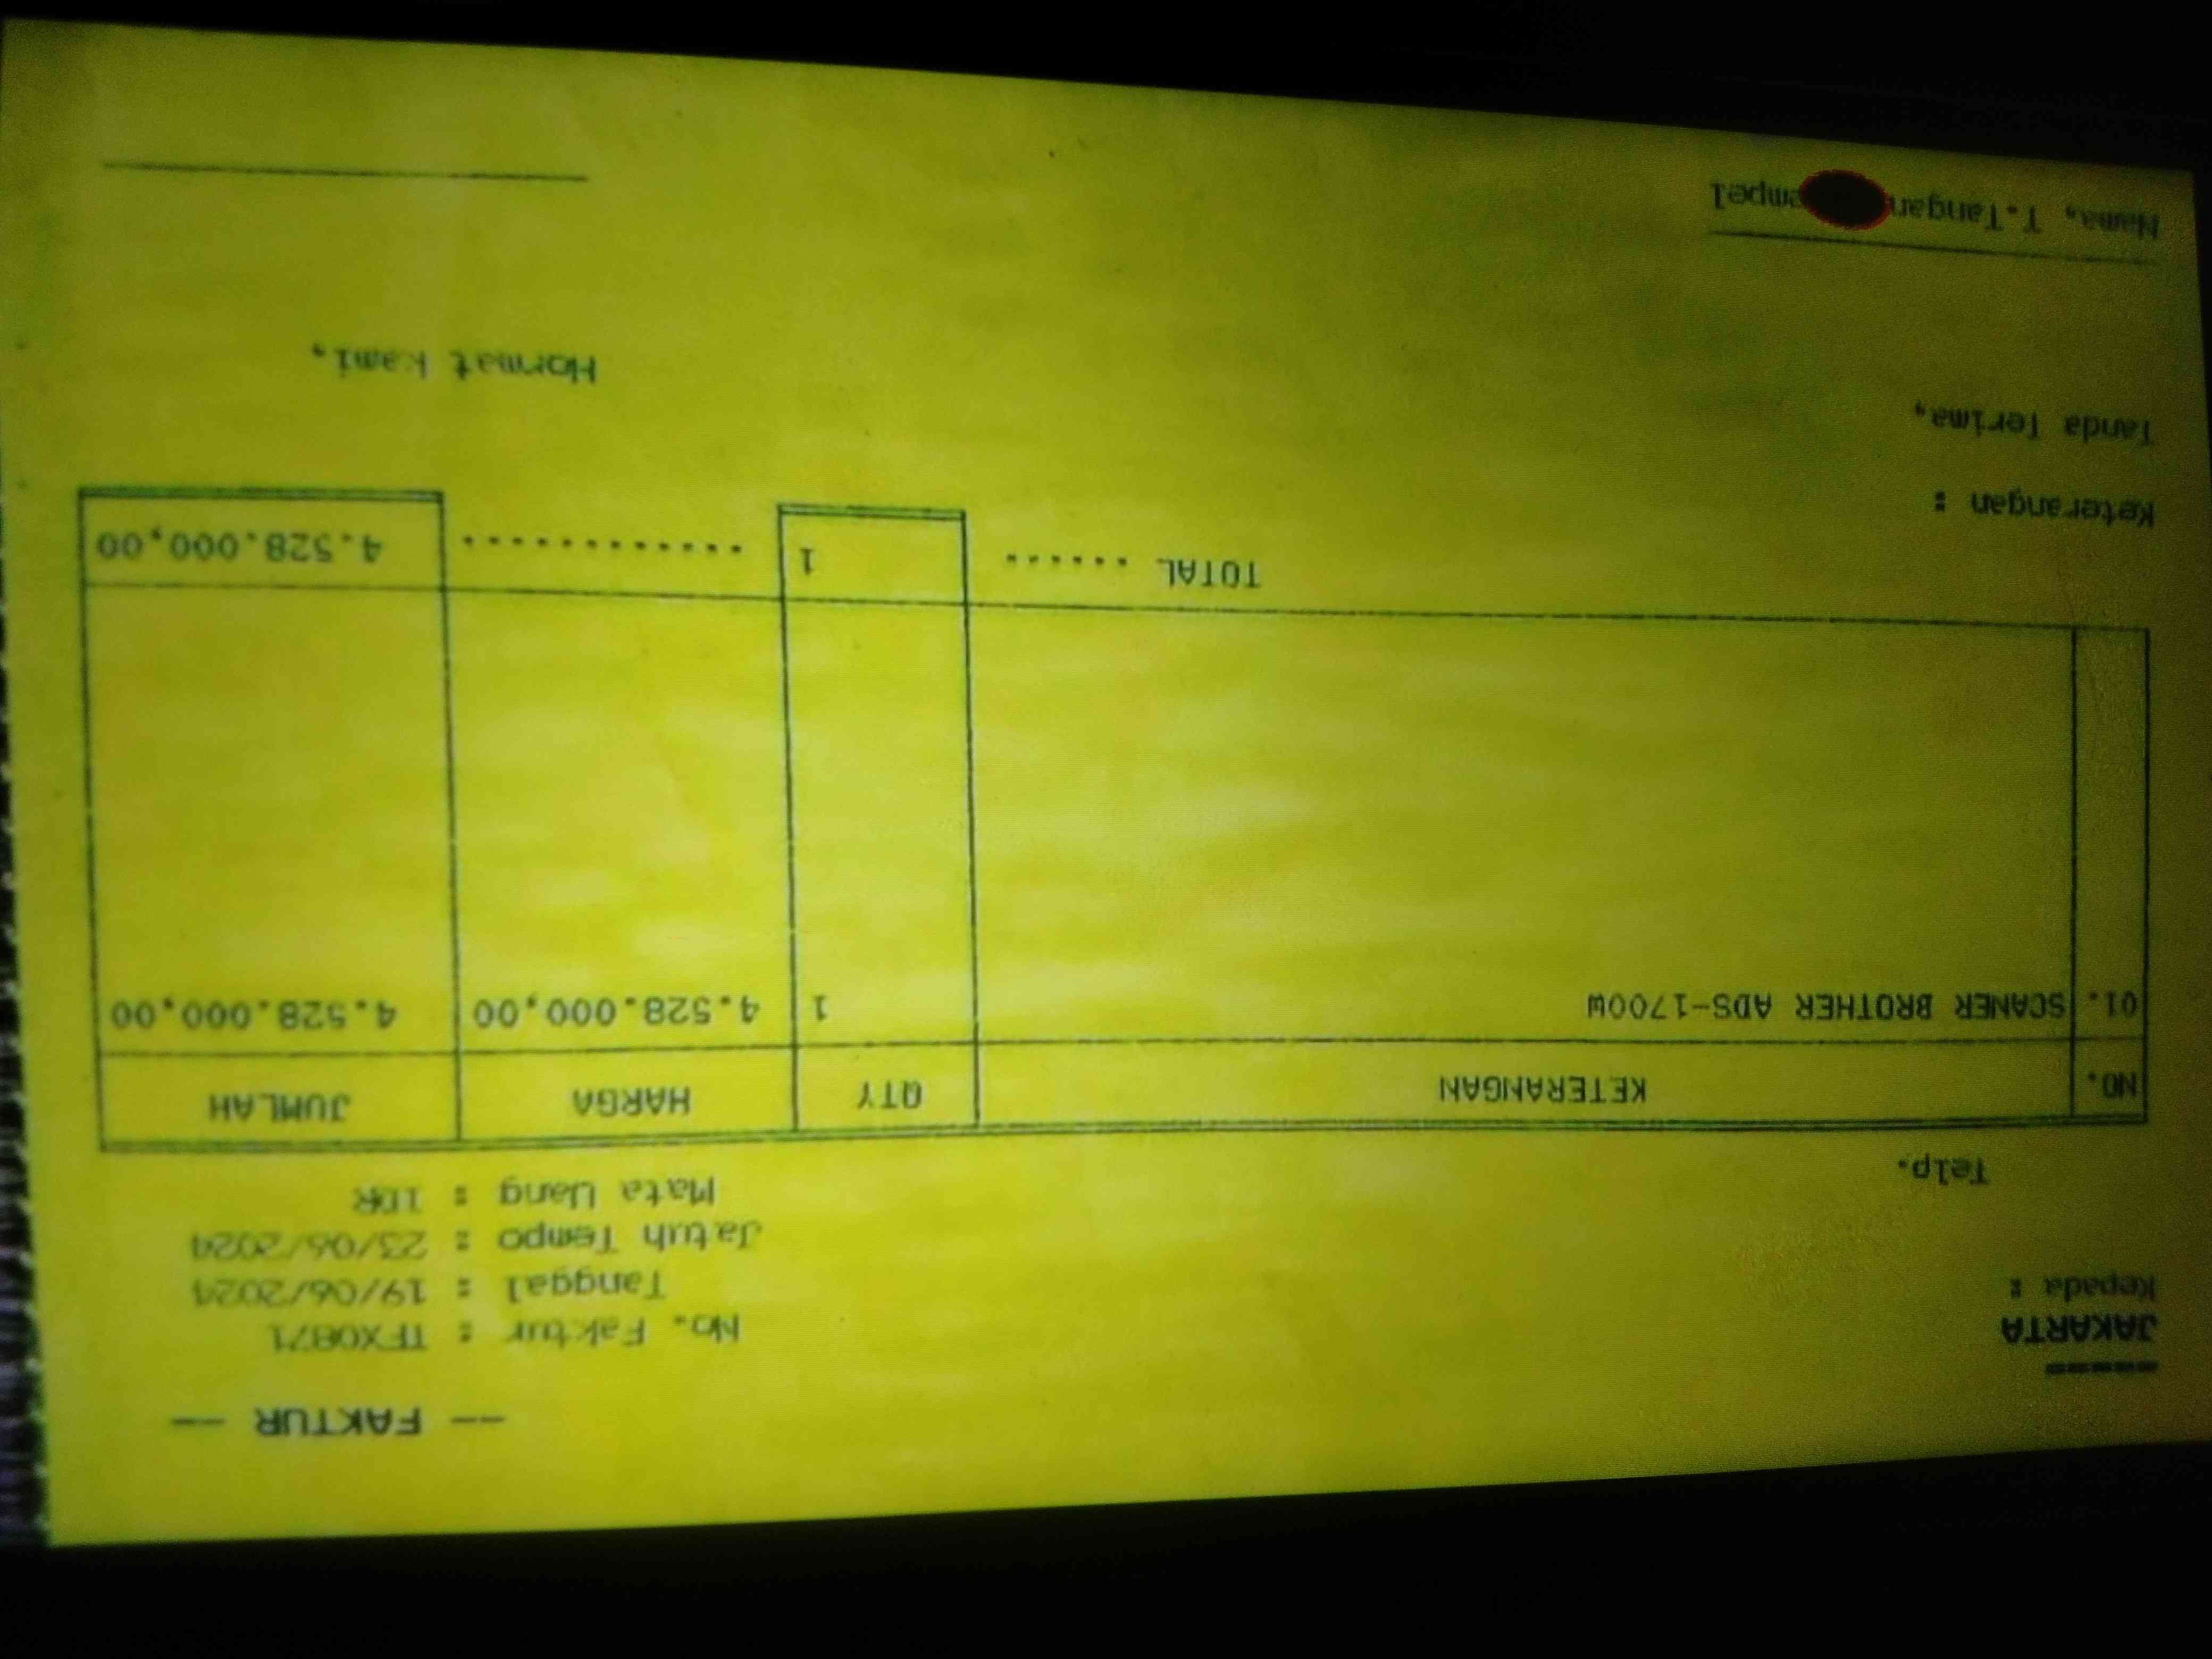 -- FAKTUR --
-----
JAKARTA
Kepada :
No. Faktur : TFX0871
Tanggal : 19/06/2024
Jatuh Tempo : 23/06/2024
Mata Uang : IDR
Telp.
NO. KETERANGAN QTY HARGA JUMLAH
01. SCANER BROTHER ADS-1700W 1 4.528.000,00 4.528.000,00
TOTAL ...... 1 ............ 4.528.000,00
Keterangan :
Tanda Terima,
Hormat kami,
Nama, T.Tangan